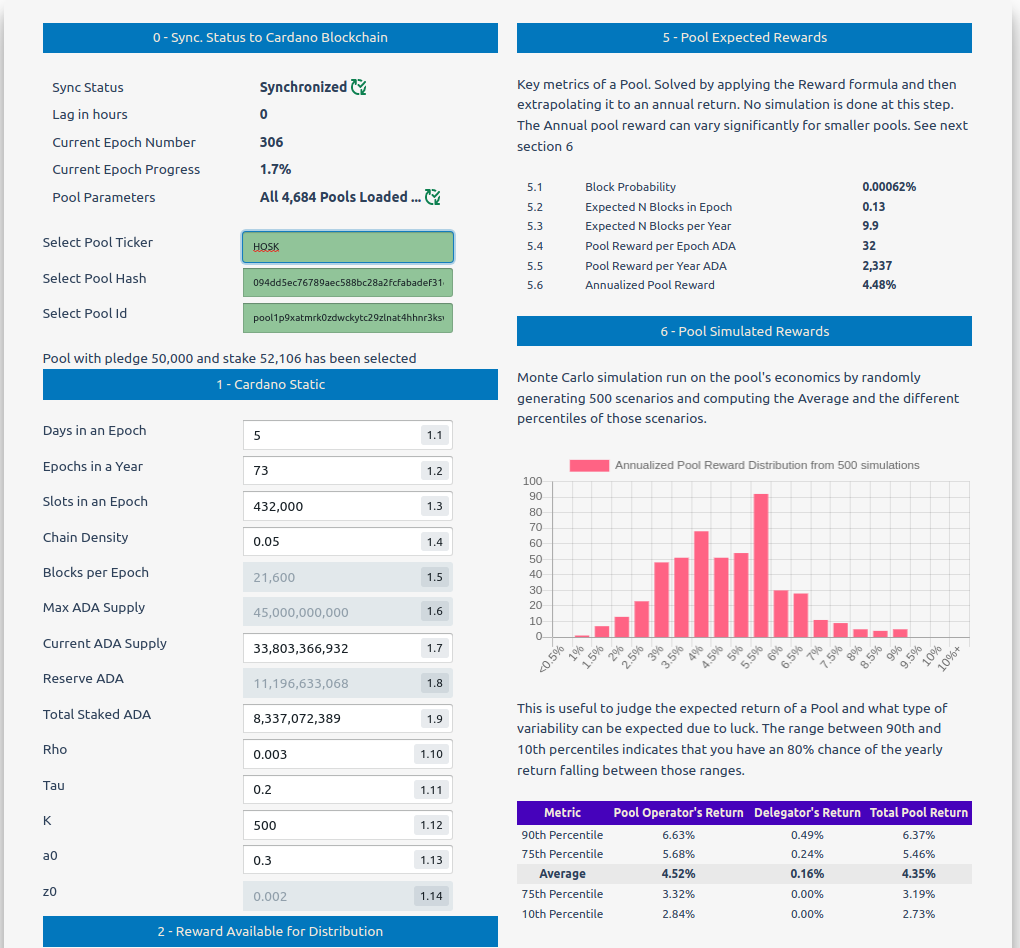 0 - Sync. Status to Cardano Blockchain
Sync Status Synchronized
Lag in hours 0
Current Epoch Number 306
Current Epoch Progress 1.7%
Pool Parameters All 4,684 Pools Loaded ...
Select Pool Ticker HOSK
Select Pool Hash 094dd5ec76789aec588bc28a2fcfabadef31
Select Pool Id pool1p9xatmrk0zdwckytc29zlnat4hhnr3ksv
Pool with pledge 50,000 and stake 52,106 has been selected
1 - Cardano Static
Days in an Epoch 5 1.1
Epochs in a Year 73 1.2
Slots in an Epoch 432,000 1.3
Chain Density 0.05 1.4
Blocks per Epoch 21,600 1.5
Max ADA Supply 45,000,000,000 1.6
Current ADA Supply 33,803,366,932 1.7
Reserve ADA 11,196,633,068 1.8
Total Staked ADA 8,337,072,389 1.9
Rho 0.003 1.10
Tau 0.2 1.11
K 500 1.12
a0 0.3 1.13
z0 0.002 1.14
2 - Reward Available for Distribution
5 - Pool Expected Rewards
Key metrics of a Pool. Solved by applying the Reward formula and then
extrapolating it to an annual return. No simulation is done at this step.
The Annual pool reward can vary significantly for smaller pools. See next
section 6
5.1 Block Probability 0.00062%
5.2 Expected N Blocks in Epoch 0.13
5.3 Expected N Blocks per Year 9.9
5.4 Pool Reward per Epoch ADA 32
5.5 Pool Reward per Year ADA 2,337
5.6 Annualized Pool Reward 4.48%
6 - Pool Simulated Rewards
Monte Carlo simulation run on the pool's economics by randomly
generating 500 scenarios and computing the Average and the different
percentiles of those scenarios.
Annualized Pool Reward Distribution from 500 simulations
100
90
80
70
60
50
40
30
20
10
0
<0.5% 1% 1.5% 2% 2.5% 3% 3.5% 4% 4.5% 5% 5.5% 6% 6.5% 7% 7.5% 8% 8.5% 9% 9.5% 10% 10%+
This is useful to judge the expected return of a Pool and what type of
variability can be expected due to luck. The range between 90th and
10th percentiles indicates that you have an 80% chance of the yearly
return falling between those ranges.
Metric Pool Operator's Return Delegator's Return Total Pool Return
90th Percentile 6.63% 0.49% 6.37%
75th Percentile 5.68% 0.24% 5.46%
Average 4.52% 0.16% 4.35%
75th Percentile 3.32% 0.00% 3.19%
10th Percentile 2.84% 0.00% 2.73%